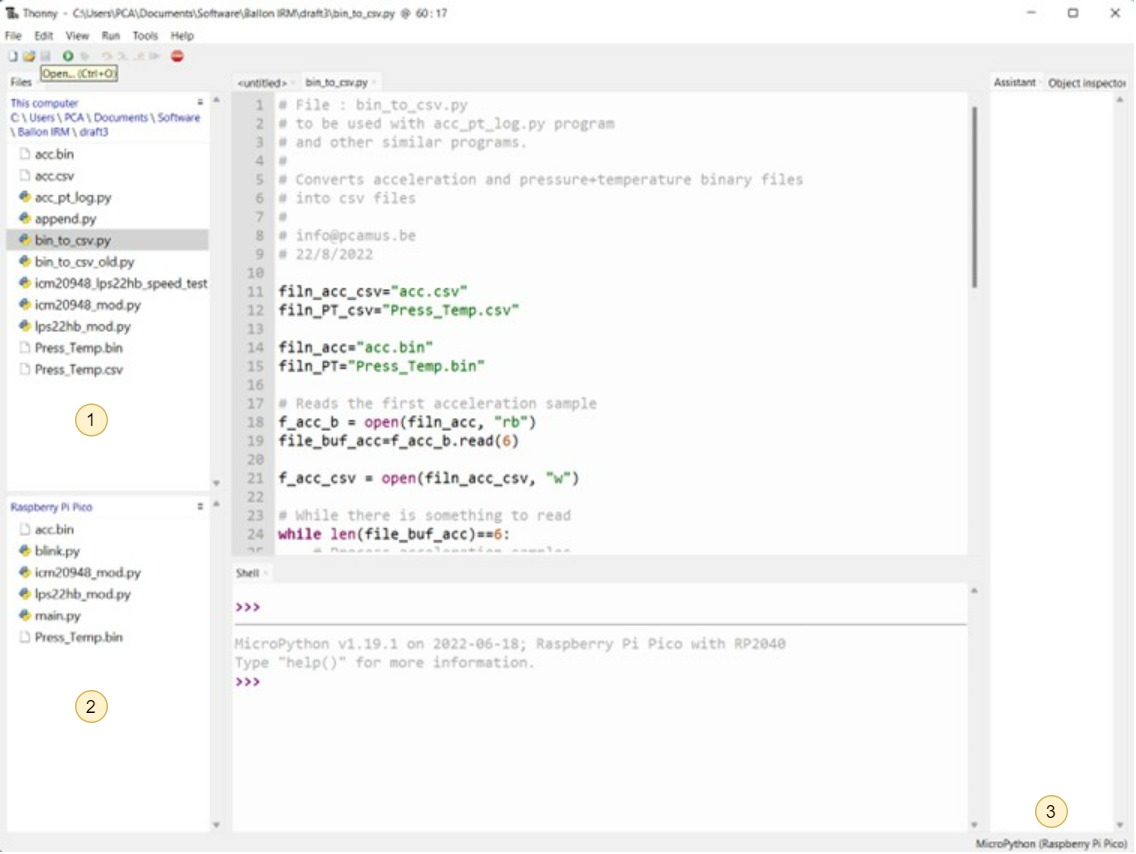 Thonny - C:\Users\PCA\Documents\Software\Ballon IRM\draft3\bin_to_csv.py @ 60:17
File Edit View Run Tools Help
Open... (Ctrl+O)
Files
This computer
C:\ Users \ PCA \ Documents \ Software
\ Ballon IRM \ draft3
acc.bin
acc.csv
acc_pt_log.py
append.py
bin_to_csv.py
bin_to_csv_old.py
icm20948_lps22hb_speed_test
icm20948_mod.py
lps22hb_mod.py
Press_Temp.bin
Press_Temp.csv
1
Raspberry Pi Pico
acc.bin
blink.py
icm20948_mod.py
lps22hb_mod.py
main.py
Press_Temp.bin
2
<untitled> bin_to_csv.py
1 # File : bin_to_csv.py
2 # to be used with acc_pt_log.py program
3 # and other similar programs.
4 #
5 # Converts acceleration and pressure+temperature binary files
6 # into csv files
7 #
8 # info@pcamus.be
9 # 22/8/2022
10
11 filn_acc_csv="acc.csv"
12 filn_PT_csv="Press_Temp.csv"
13
14 filn_acc="acc.bin"
15 filn_PT="Press_Temp.bin"
16
17 # Reads the first acceleration sample
18 f_acc_b = open(filn_acc, "rb")
19 file_buf_acc=f_acc_b.read(6)
20
21 f_acc_csv = open(filn_acc_csv, "w")
22
23 # While there is something to read
24 while len(file_buf_acc)==6:
25 # Process acceleration samples
Shell
>>>
MicroPython v1.19.1 on 2022-06-18; Raspberry Pi Pico with RP2040
Type "help()" for more information.
>>>
Assistant Object inspector
3
MicroPython (Raspberry Pi Pico)